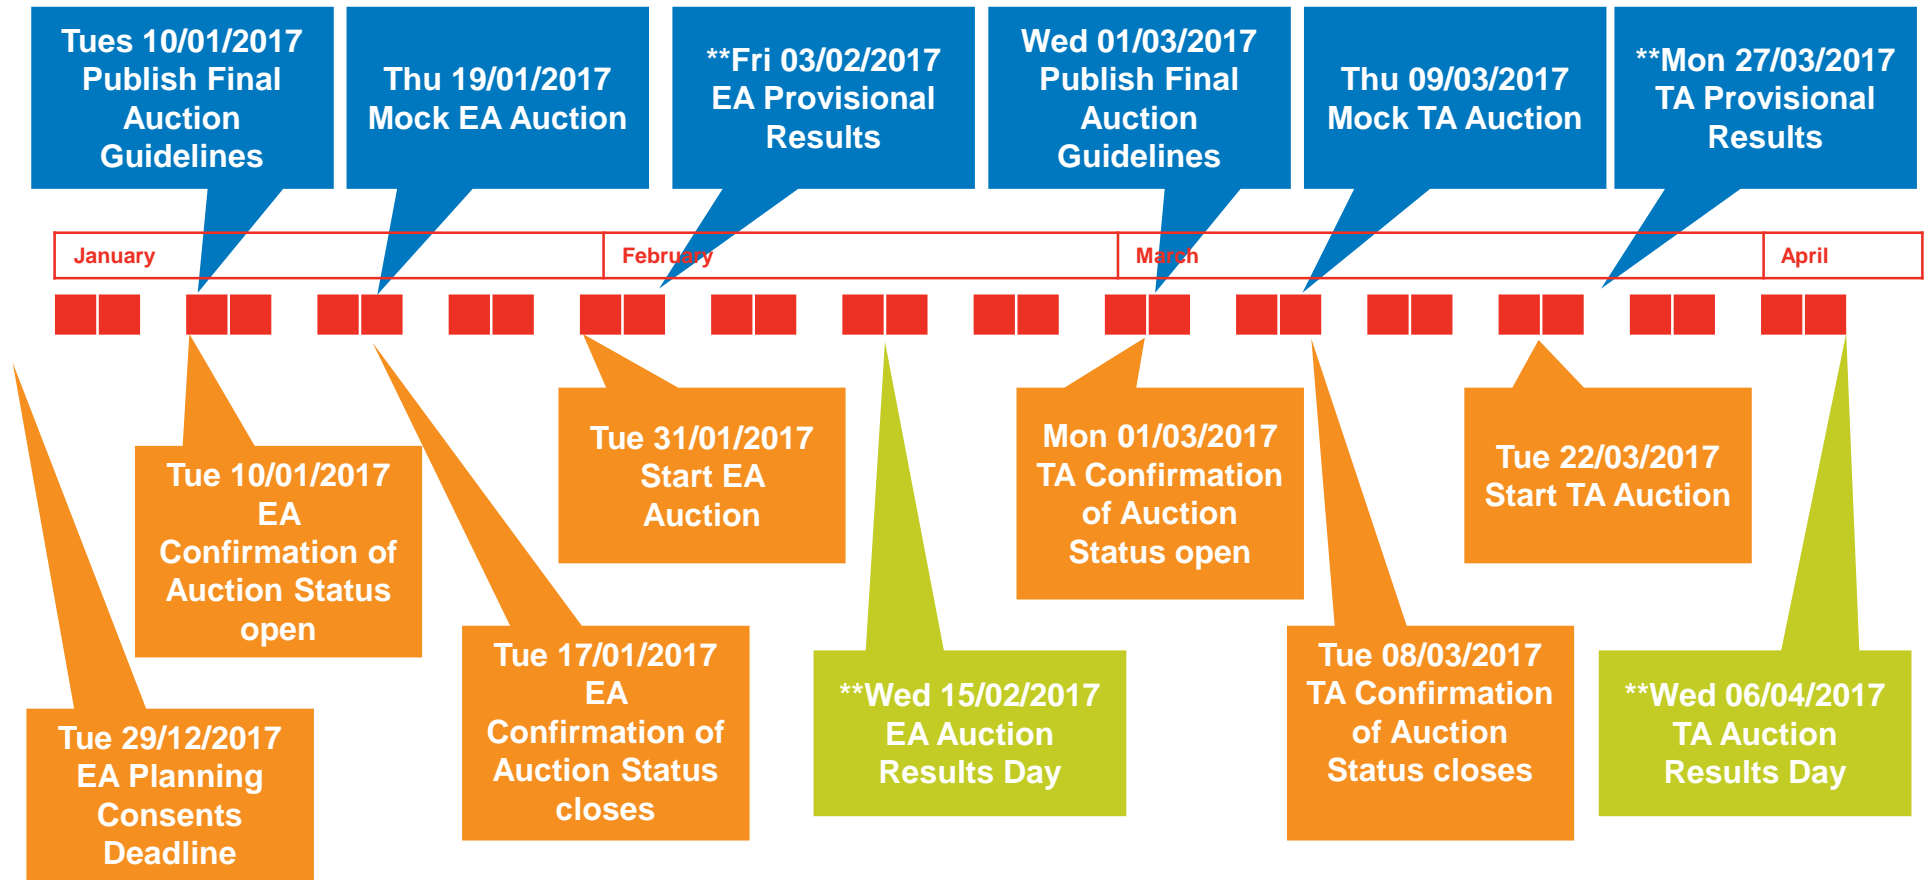 Tues 10/01/2017
Publish Final
Auction
Guidelines
Thu 19/01/2017
Mock EA Auction
**Fri 03/02/2017
EA Provisional
Results
Wed 01/03/2017
Publish Final
Auction
Guidelines
Thu 09/03/2017
Mock TA Auction
**Mon 27/03/2017
TA Provisional
Results
January
February
March
April
Tue 29/12/2017
EA Planning
Consents
Deadline
Tue 10/01/2017
EA
Confirmation of
Auction Status
open
Tue 17/01/2017
EA
Confirmation of
Auction Status
closes
Tue 31/01/2017
Start EA
Auction
**Wed 15/02/2017
EA Auction
Results Day
Mon 01/03/2017
TA Confirmation
of Auction
Status open
Tue 08/03/2017
TA Confirmation
of Auction
Status closes
Tue 22/03/2017
Start TA Auction
**Wed 06/04/2017
TA Auction
Results Day